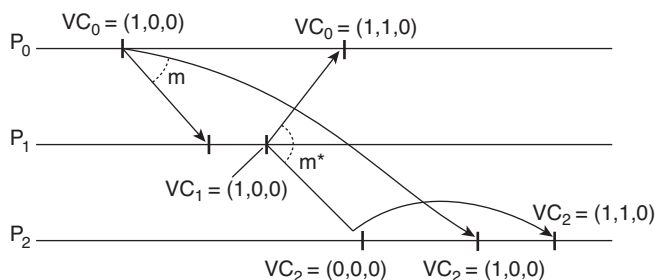 VC0 = (1,0,0) VC0 = (1,1,0)
P0
m
P1
m*
VC1 = (1,0,0)
VC2 = (1,1,0)
P2
VC2 = (0,0,0) VC2 = (1,0,0)